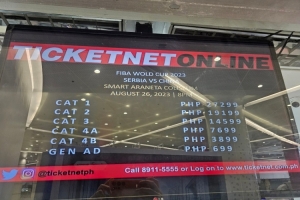 TICKETNETONLINE
FIBA WOLD CUP 2023
SERBIA VS CHINA
SMART ARANETA COLISEUM
AUGUST 26, 2023 |
CAT 1 PHP
CAT 2 PHP 19199
CAT 3 PHP 14599
CAT 4A PHP 7699
CAT 4B PHP 3899
GEN AD PHP 699
@ticketnetph Call 8911-5555 or Log on to www.ticketnet.com.ph